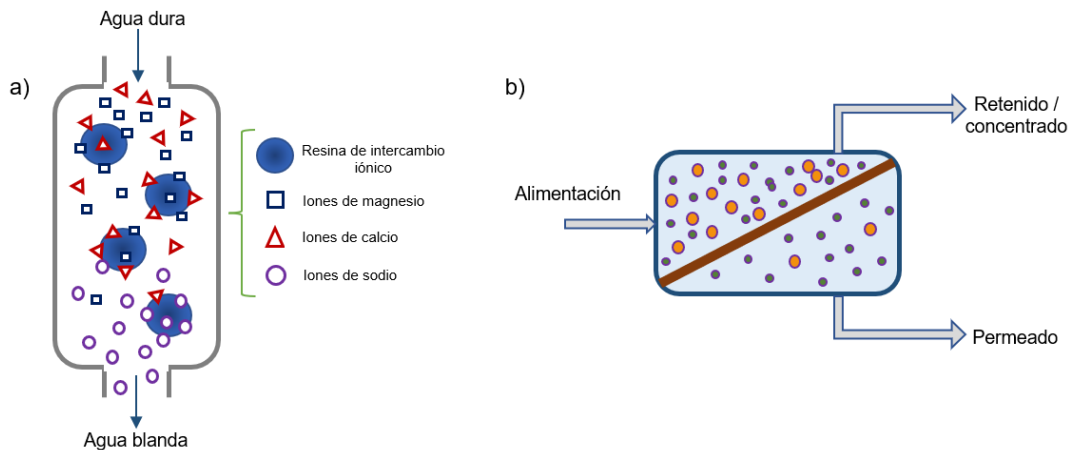 a)
Agua dura
Resina de intercambio
iónico
Iones de magnesio
Iones de calcio
Iones de sodio
Agua blanda
b)
Alimentación
Retenido /
concentrado
Permeado